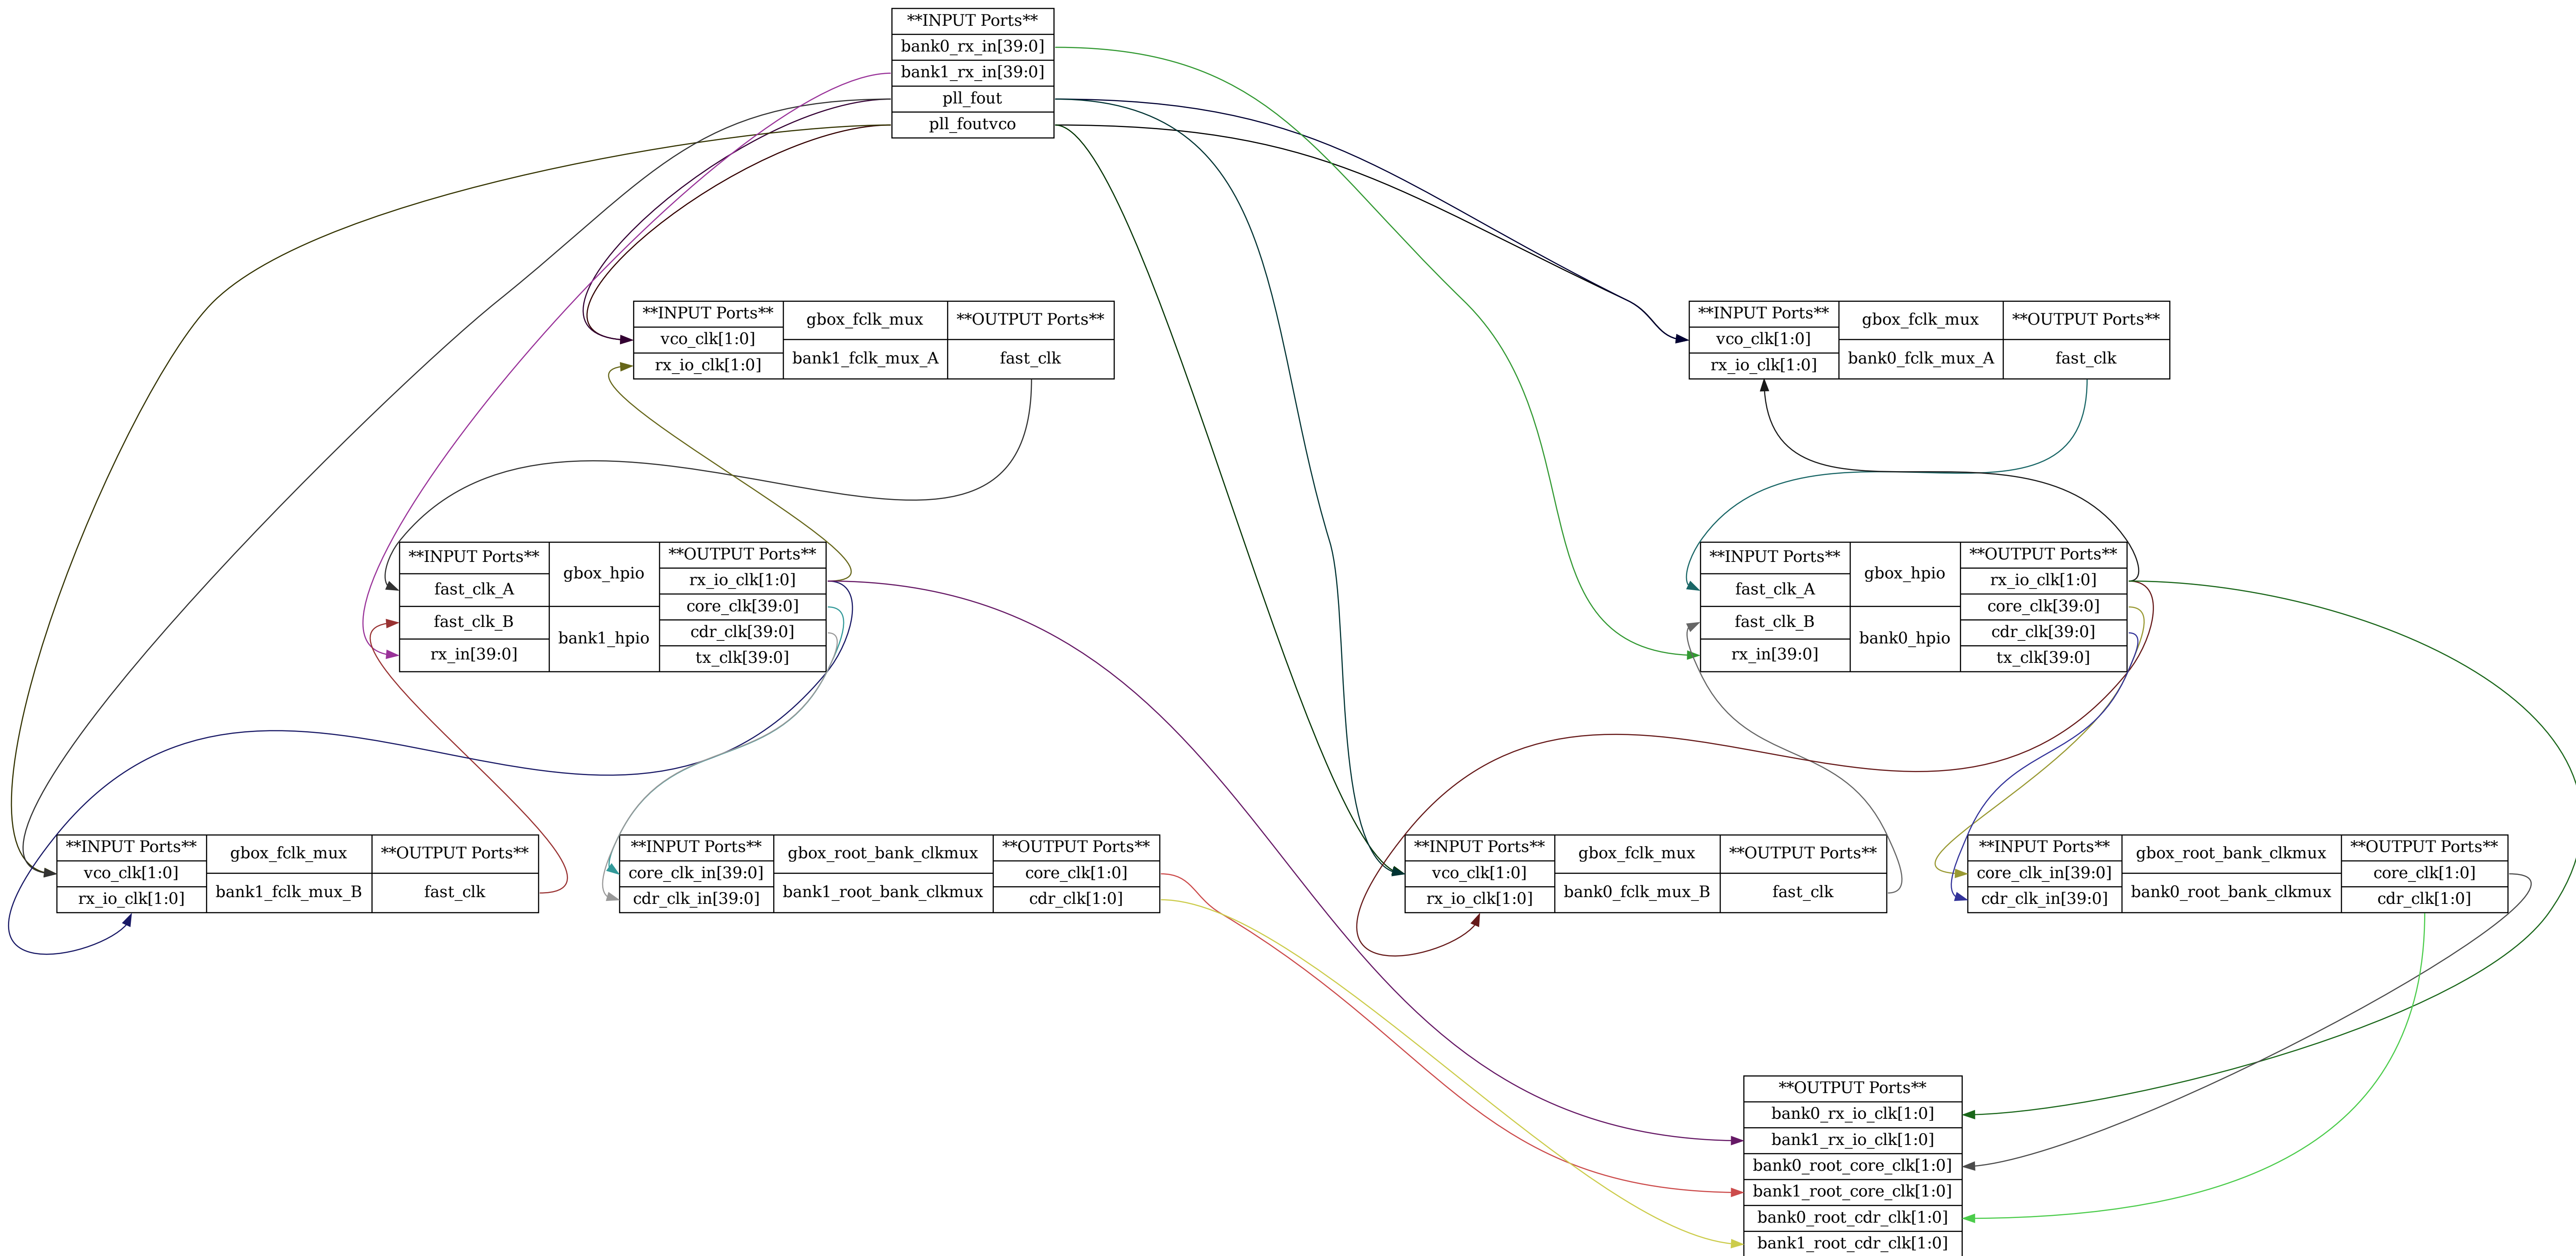 **INPUT Ports**
bank0_rx_in[39:0]
bank1_rx_in[39:0]
pll_fout
pll_foutvco
**INPUT Ports**
vco_clk[1:0]
rx_io_clk[1:0]
gbox_fclk_mux
bank1_fclk_mux_A
**OUTPUT Ports**
fast_clk
**INPUT Ports**
vco_clk[1:0]
rx_io_clk[1:0]
gbox_fclk_mux
bank0_fclk_mux_A
**OUTPUT Ports**
fast_clk
**INPUT Ports**
fast_clk_A
fast_clk_B
rx_in[39:0]
gbox_hpio
bank1_hpio
**OUTPUT Ports**
rx_io_clk[1:0]
core_clk[39:0]
cdr_clk[39:0]
tx_clk[39:0]
**INPUT Ports**
fast_clk_A
fast_clk_B
rx_in[39:0]
gbox_hpio
bank0_hpio
**OUTPUT Ports**
rx_io_clk[1:0]
core_clk[39:0]
cdr_clk[39:0]
tx_clk[39:0]
**INPUT Ports**
vco_clk[1:0]
rx_io_clk[1:0]
gbox_fclk_mux
bank1_fclk_mux_B
**OUTPUT Ports**
fast_clk
**INPUT Ports**
core_clk_in[39:0]
cdr_clk_in[39:0]
gbox_root_bank_clkmux
bank1_root_bank_clkmux
**OUTPUT Ports**
core_clk[1:0]
cdr_clk[1:0]
**INPUT Ports**
vco_clk[1:0]
rx_io_clk[1:0]
gbox_fclk_mux
bank0_fclk_mux_B
**OUTPUT Ports**
fast_clk
**INPUT Ports**
core_clk_in[39:0]
cdr_clk_in[39:0]
gbox_root_bank_clkmux
bank0_root_bank_clkmux
**OUTPUT Ports**
core_clk[1:0]
cdr_clk[1:0]
**OUTPUT Ports**
bank0_rx_io_clk[1:0]
bank1_rx_io_clk[1:0]
bank0_root_core_clk[1:0]
bank1_root_core_clk[1:0]
bank0_root_cdr_clk[1:0]
bank1_root_cdr_clk[1:0]